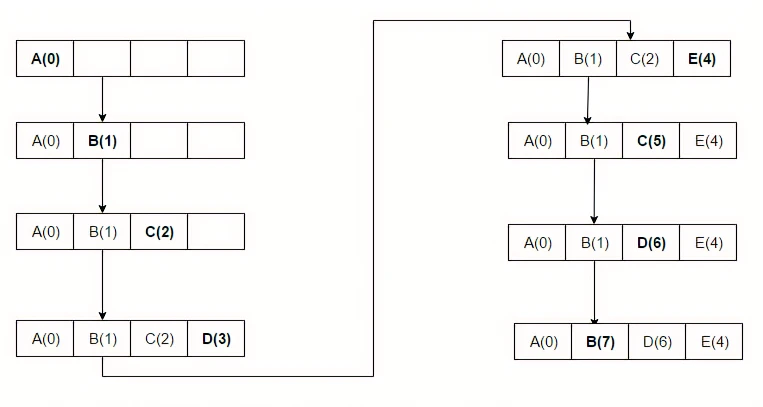 A(0)
A(0) B(1)
A(0) B(1) C(2)
A(0) B(1) C(2) D(3)
A(0) B(1) C(2) E(4)
A(0) B(1) C(5) E(4)
A(0) B(1) D(6) E(4)
A(0) B(7) D(6) E(4)